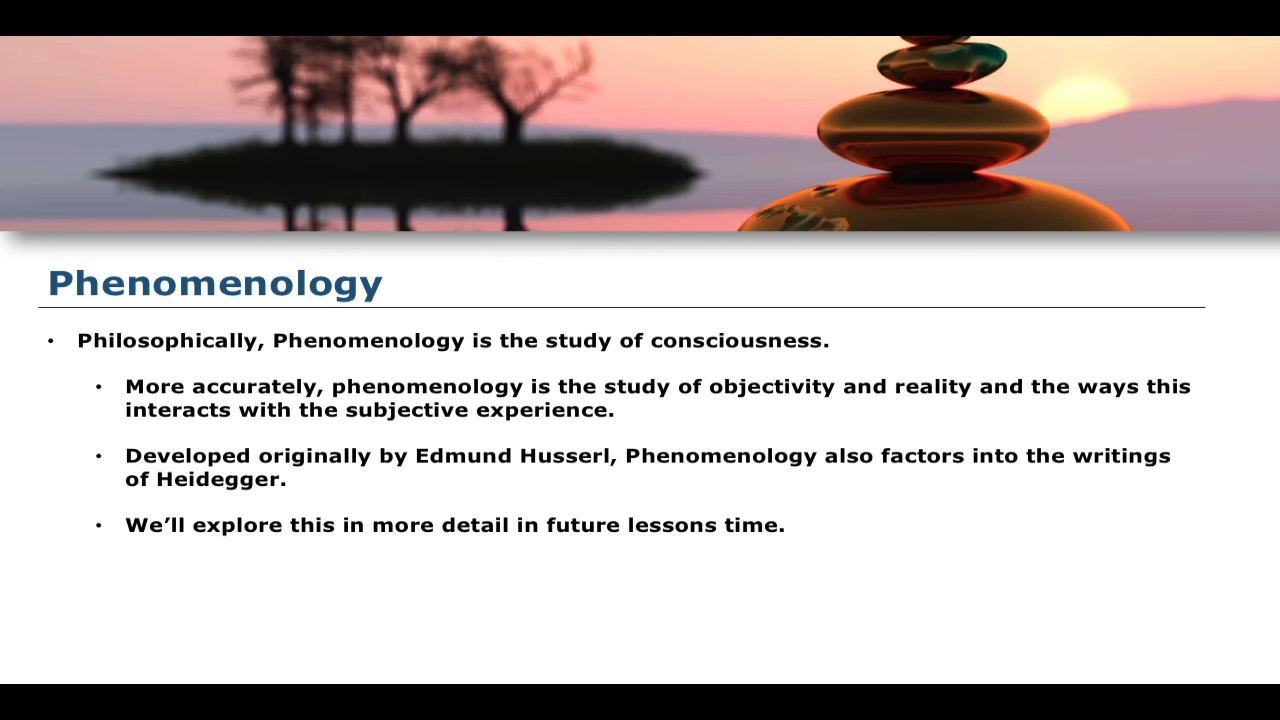 Phenomenology
• Philosophically, Phenomenology is the study of consciousness.
• More accurately, phenomenology is the study of objectivity and reality and the ways this
interacts with the subjective experience.
• Developed originally by Edmund Husserl, Phenomenology also factors into the writings
of Heidegger.
• We’ll explore this in more detail in future lessons time.